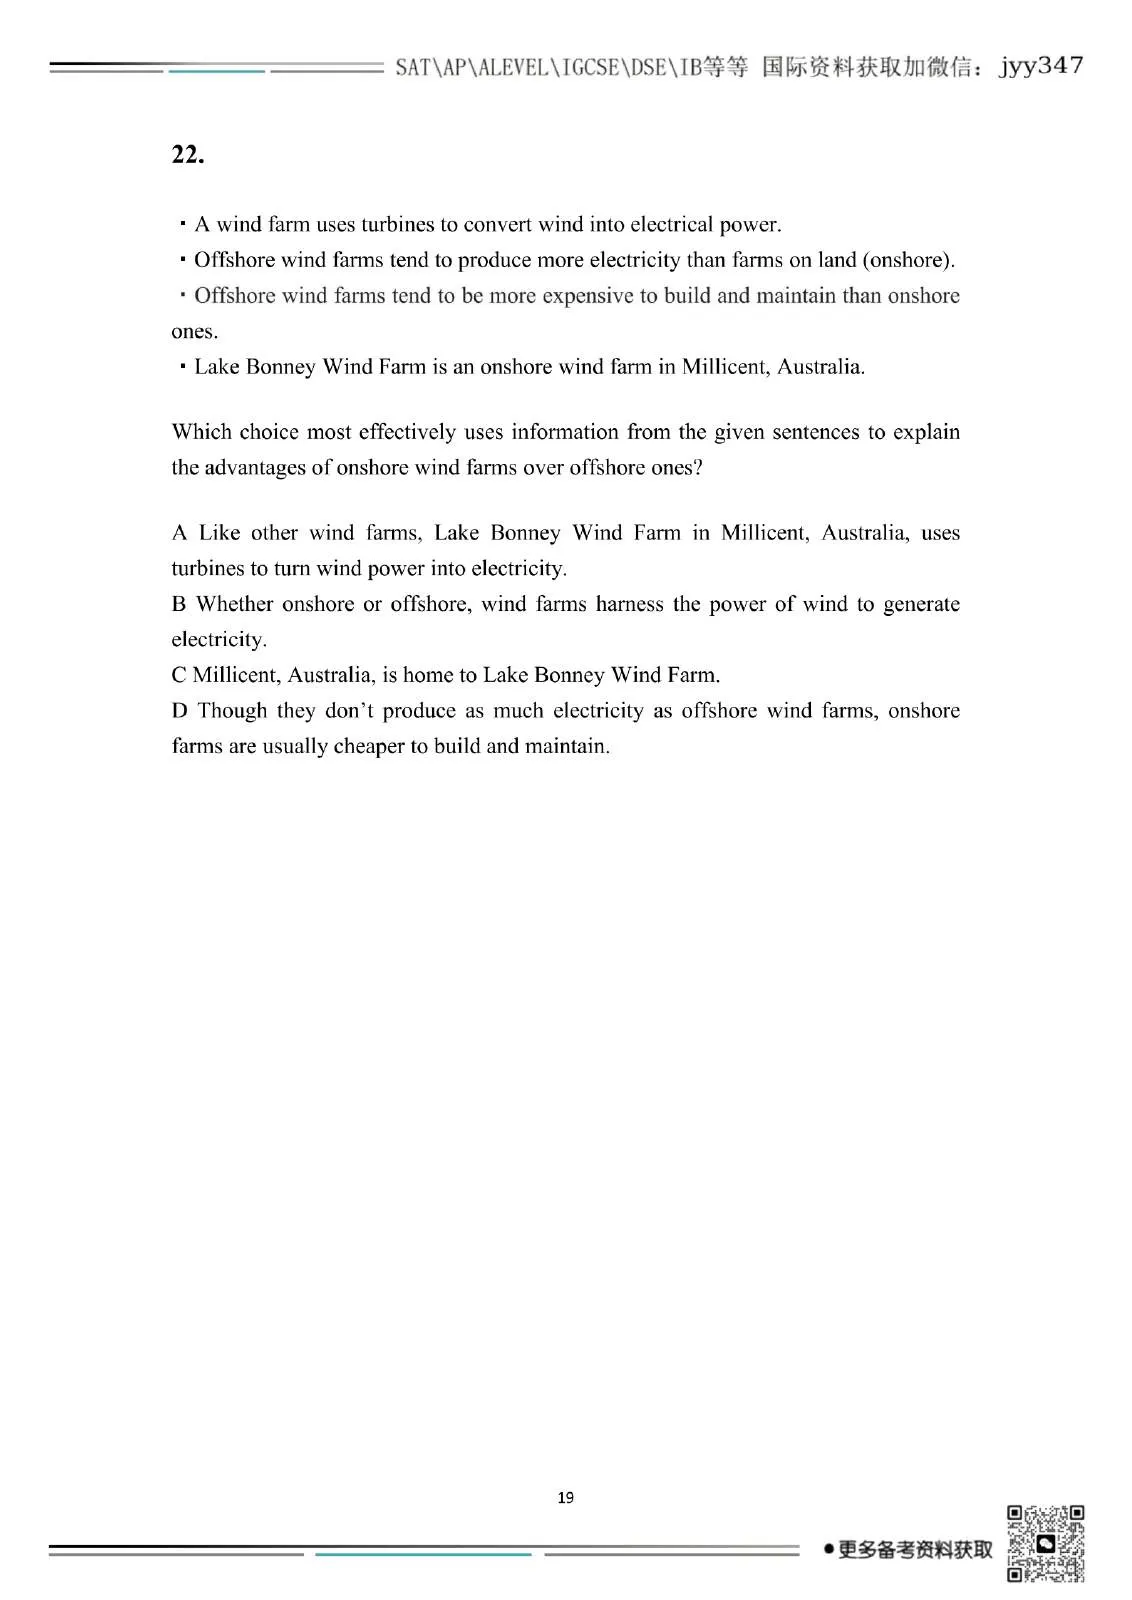 SAT\AP\ALEVEL\IGCSE\DSE\IB等等 国际资料获取加微信：jyy347
22.
·A wind farm uses turbines to convert wind into electrical power.
·Offshore wind farms tend to produce more electricity than farms on land (onshore).
·Offshore wind farms tend to be more expensive to build and maintain than onshore
ones.
·Lake Bonney Wind Farm is an onshore wind farm in Millicent, Australia.
Which choice most effectively uses information from the given sentences to explain
the advantages of onshore wind farms over offshore ones?
A Like other wind farms, Lake Bonney Wind Farm in Millicent, Australia, uses
turbines to turn wind power into electricity.
B Whether onshore or offshore, wind farms harness the power of wind to generate
electricity.
C Millicent, Australia, is home to Lake Bonney Wind Farm.
D Though they don’t produce as much electricity as offshore wind farms, onshore
farms are usually cheaper to build and maintain.
19
●更多备考资料获取